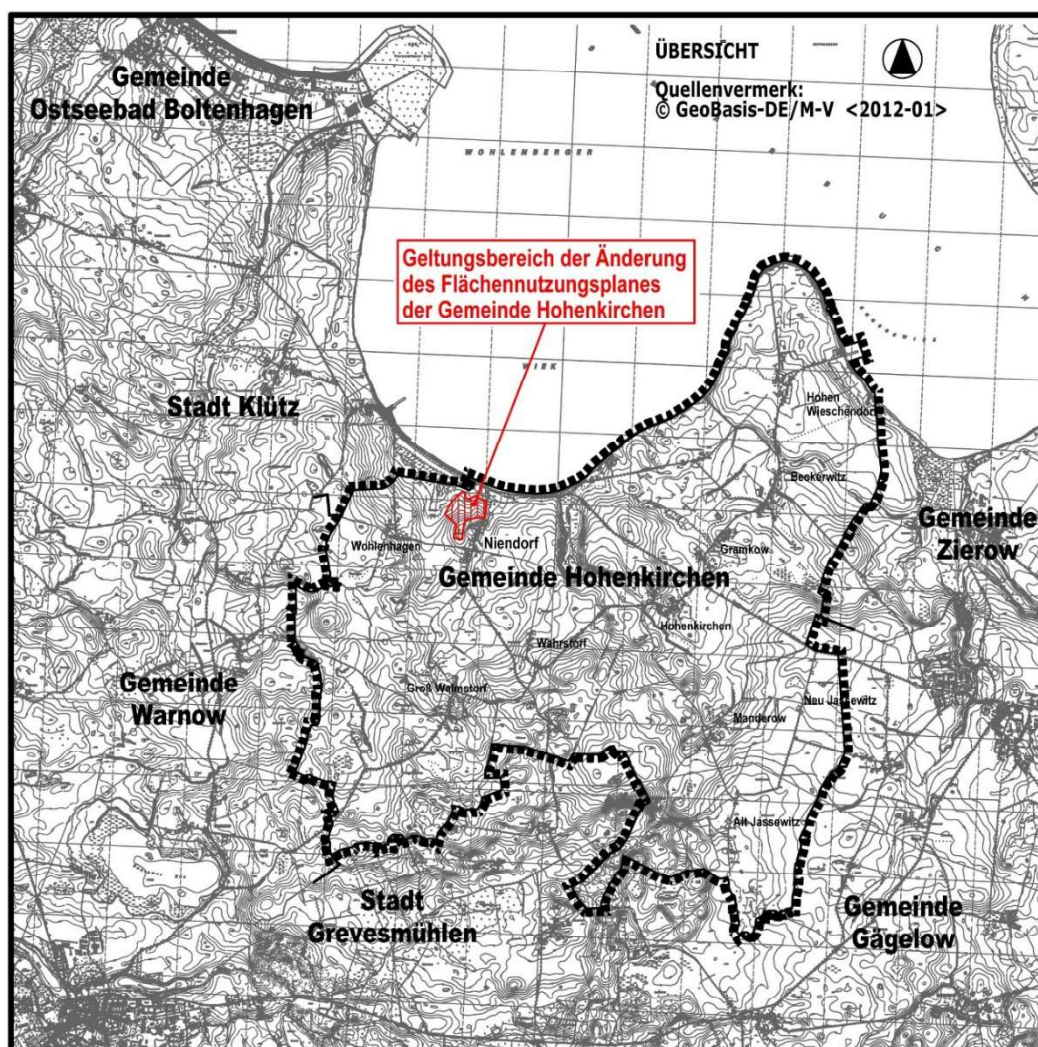 Gemeinde
Ostseebad Boltenhagen
ÜBERSICHT
Quellenvermerk:
© GeoBasis-DE/M-V <2012-01>
WOHLENBERGER
Geltungsbereich der Änderung
des Flächennutzungsplanes
der Gemeinde Hohenkirchen
WIEK
Stadt Klütz
Hohen
Wieschendorf
Beckerwitz
Gemeinde
Zierow
Wohlenhagen
Niendorf
Gramkow
Gemeinde Hohenkirchen
Hohenkirchen
Wahrstorf
Gemeinde
Warnow
Groß Walmstorf
Neu Jassewitz
Manderow
Alt Jassewitz
Stadt
Grevesmühlen
Gemeinde
Gägelow